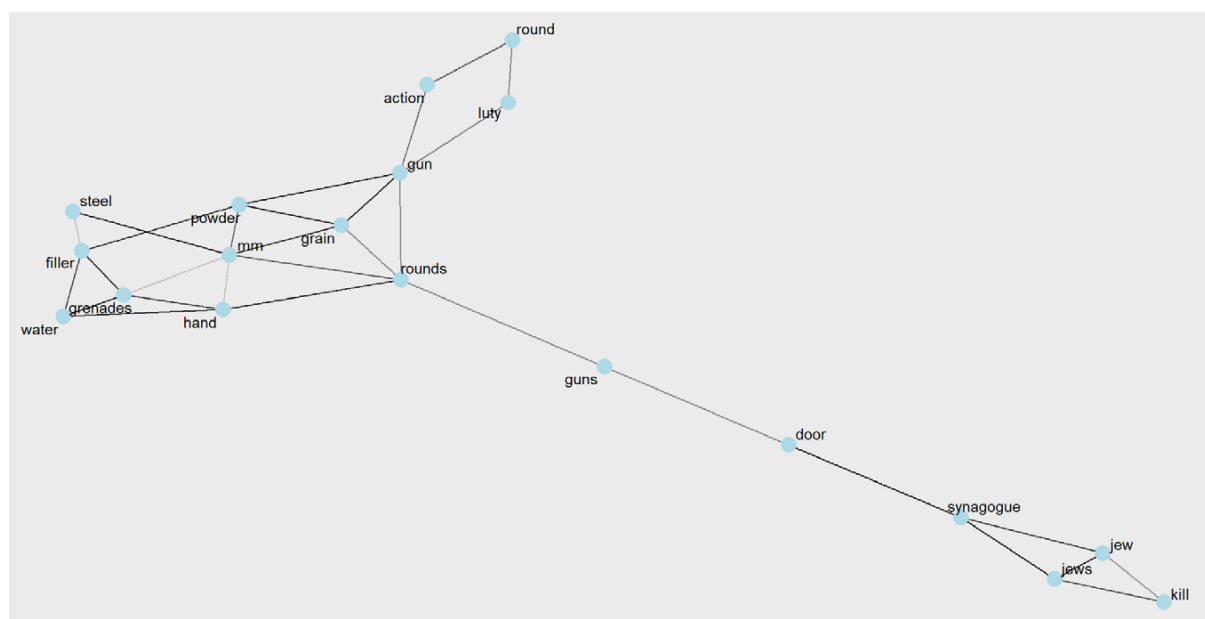 round
action
luty
gun
steel
powder
grain
mm
filler
rounds
grenades
hand
water
guns
door
synagogue
jew
jews
kill